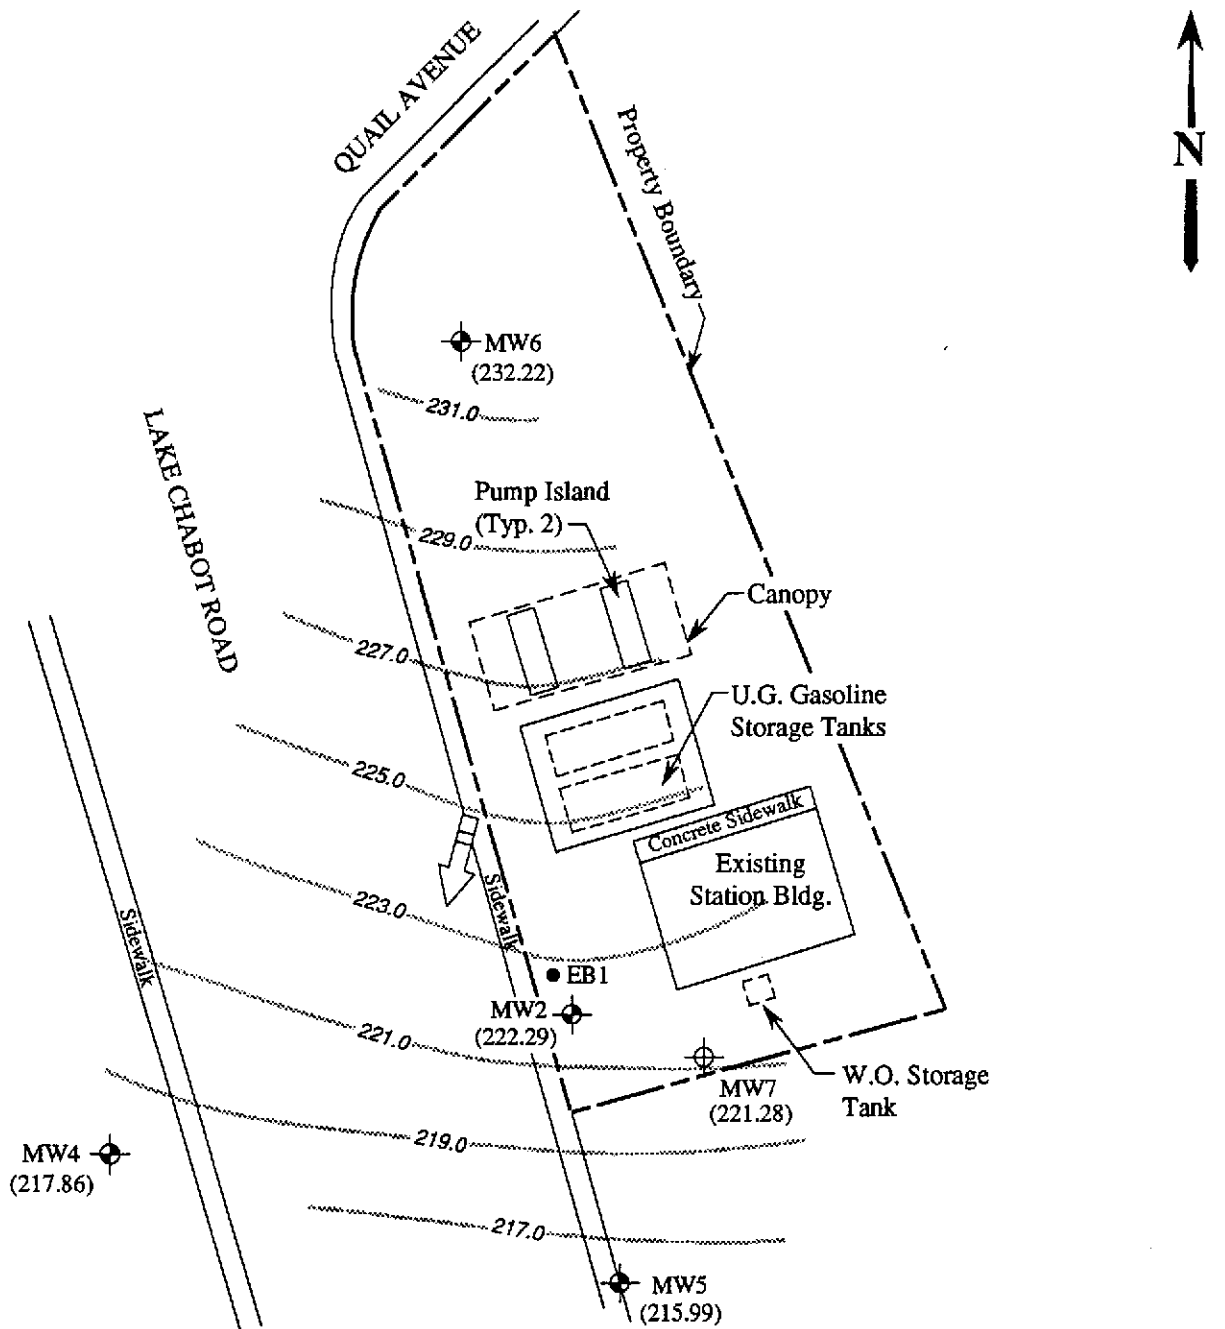 QUAIL AVENUE
Property Boundary
N
MW6
(232.22)
231.0
LAKE CHABOT ROAD
Pump Island
(Typ. 2)
229.0
Canopy
227.0
U.G. Gasoline
Storage Tanks
225.0
Concrete Sidewalk
Existing
Station Bldg.
223.0
Sidewalk
Sidewalk
EB1
MW2
(222.29)
221.0
MW7
(221.28)
W.O. Storage
Tank
219.0
MW4
(217.86)
217.0
MW5
(215.99)